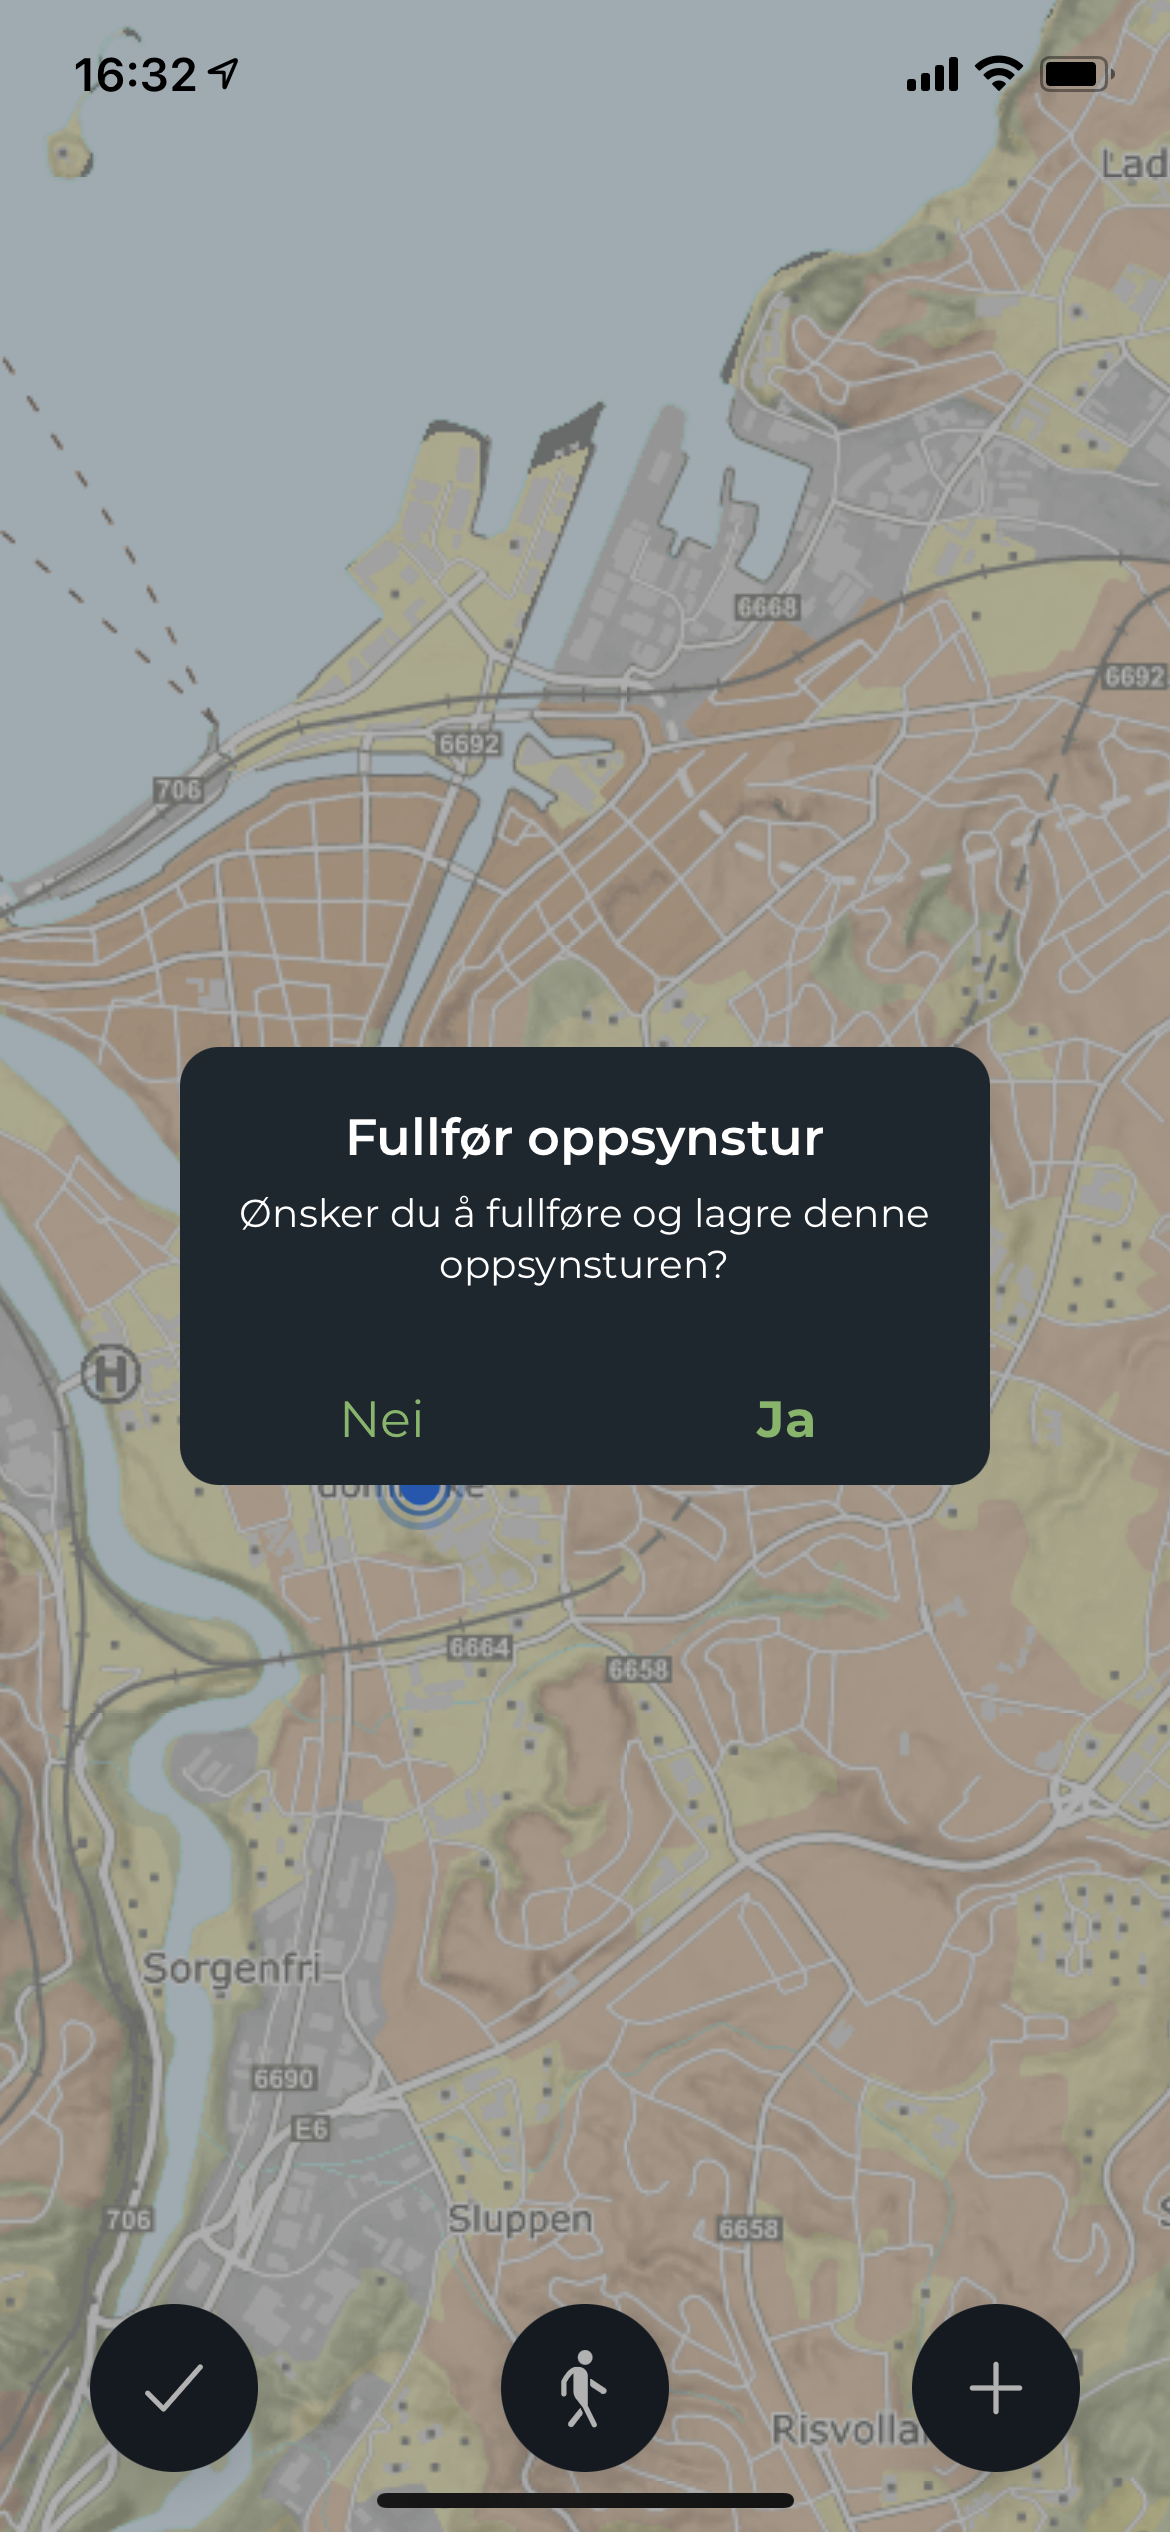 16:32
Lad
6668
6692
6692
706
Fullfør oppsynstur
Ønsker du å fullføre og lagre denne
oppsynsturen?
H
Nei
Ja
6664
6658
Sorgenfri
6690
E6
706
Sluppen
6658
Risvolla